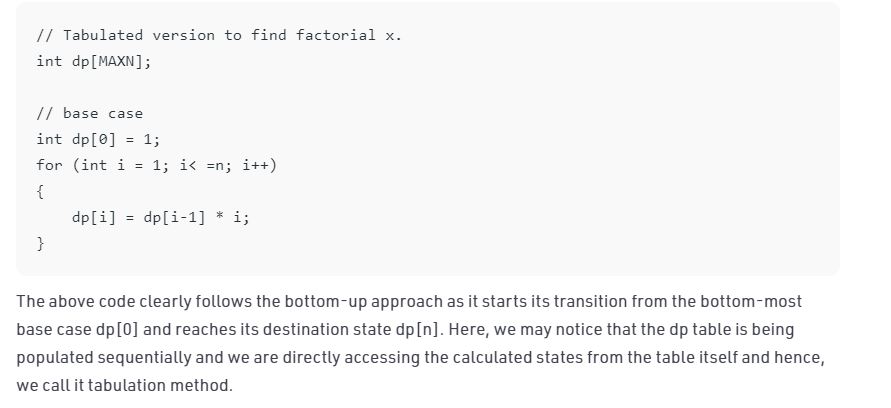 // Tabulated version to find factorial x.
int dp[MAXN];
// base case
int dp[0] = 1;
for (int i = 1; i< =n; i++)
{
    dp[i] = dp[i-1] * i;
}
The above code clearly follows the bottom-up approach as it starts its transition from the bottom-most
base case dp[0] and reaches its destination state dp[n]. Here, we may notice that the dp table is being
populated sequentially and we are directly accessing the calculated states from the table itself and hence,
we call it tabulation method.